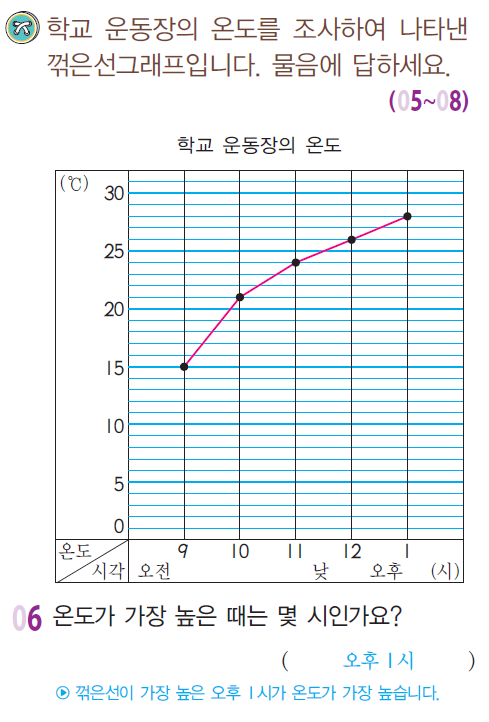 학교 운동장의 온도를 조사하여 나타낸
꺾은선그래프입니다. 물음에 답하세요.
(05~08)
학교 운동장의 온도
(℃)
30
25
20
15
10
5
0
온도
시각
9 10 11 12 1
오전 낮 오후 (시)
06 온도가 가장 높은 때는 몇 시인가요?
( 오후 1시 )
꺾은선이 가장 높은 오후 1시가 온도가 가장 높습니다.